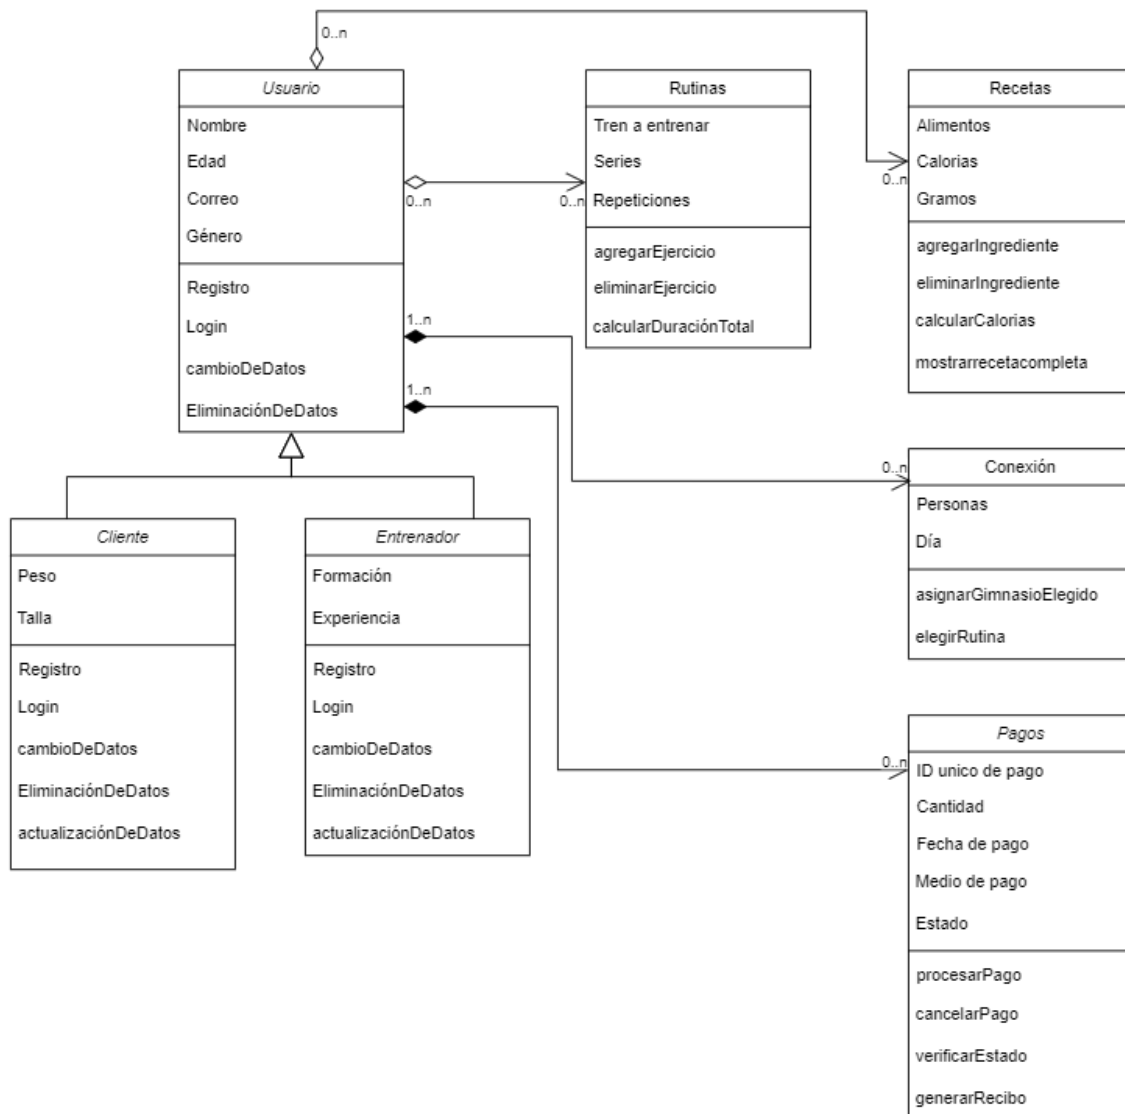 0..n
Usuario
Nombre
Edad
Correo
Género
Registro
Login
cambioDeDatos
EliminaciónDeDatos
0..n
0..n
Rutinas
Tren a entrenar
Series
Repeticiones
agregarEjercicio
eliminarEjercicio
calcularDuraciónTotal
0..n
Recetas
Alimentos
Calorias
Gramos
agregarIngrediente
eliminarIngrediente
calcularCalorias
mostrarrecetacompleta
1..n
1..n
0..n
Conexión
Personas
Día
asignarGimnasioElegido
elegirRutina
Cliente
Peso
Talla
Registro
Login
cambioDeDatos
EliminaciónDeDatos
actualizaciónDeDatos
Entrenador
Formación
Experiencia
Registro
Login
cambioDeDatos
EliminaciónDeDatos
actualizaciónDeDatos
0..n
Pagos
ID unico de pago
Cantidad
Fecha de pago
Medio de pago
Estado
procesarPago
cancelarPago
verificarEstado
generarRecibo